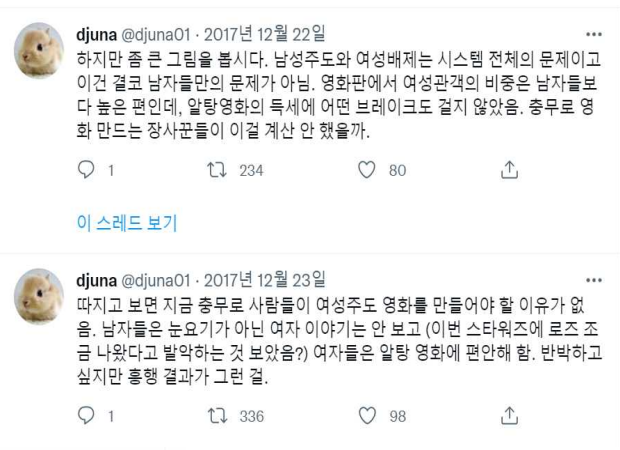 djuna @djuna01 · 2017년 12월 22일 ···
하지만 좀 큰 그림을 봅시다. 남성주도와 여성배제는 시스템 전체의 문제이고
이건 결코 남자들만의 문제가 아님. 영화판에서 여성관객의 비중은 남자들보
다 높은 편인데, 알탕영화의 득세에 어떤 브레이크도 걸지 않았음. 충무로 영
화 만드는 장사꾼들이 이걸 계산 안 했을까.
1 234 80
이 스레드 보기
djuna @djuna01 · 2017년 12월 23일 ···
따지고 보면 지금 충무로 사람들이 여성주도 영화를 만들어야 할 이유가 없
음. 남자들은 눈요기가 아닌 여자 이야기는 안 보고 (이번 스타워즈에 로즈 조
금 나왔다고 발악하는 것 보았음?) 여자들은 알탕 영화에 편안해 함. 반박하고
싶지만 흥행 결과가 그런 걸.
1 336 98